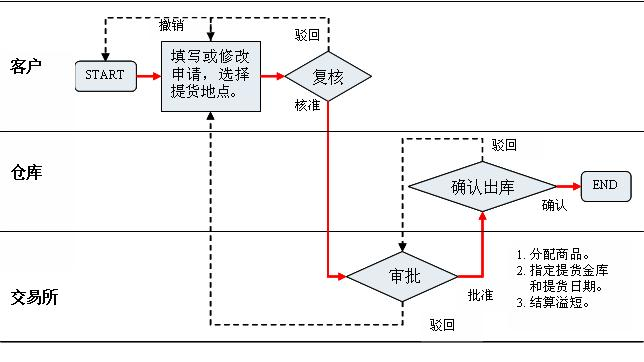 撤销
驳回
客户
START
填写或修改
申请，选择
提货地点。
复核
核准
驳回
仓库
确认出库
END
确认
交易所
审批
批准
驳回
1. 分配商品。
2. 指定提货金库
和提货日期。
3. 结算溢短。